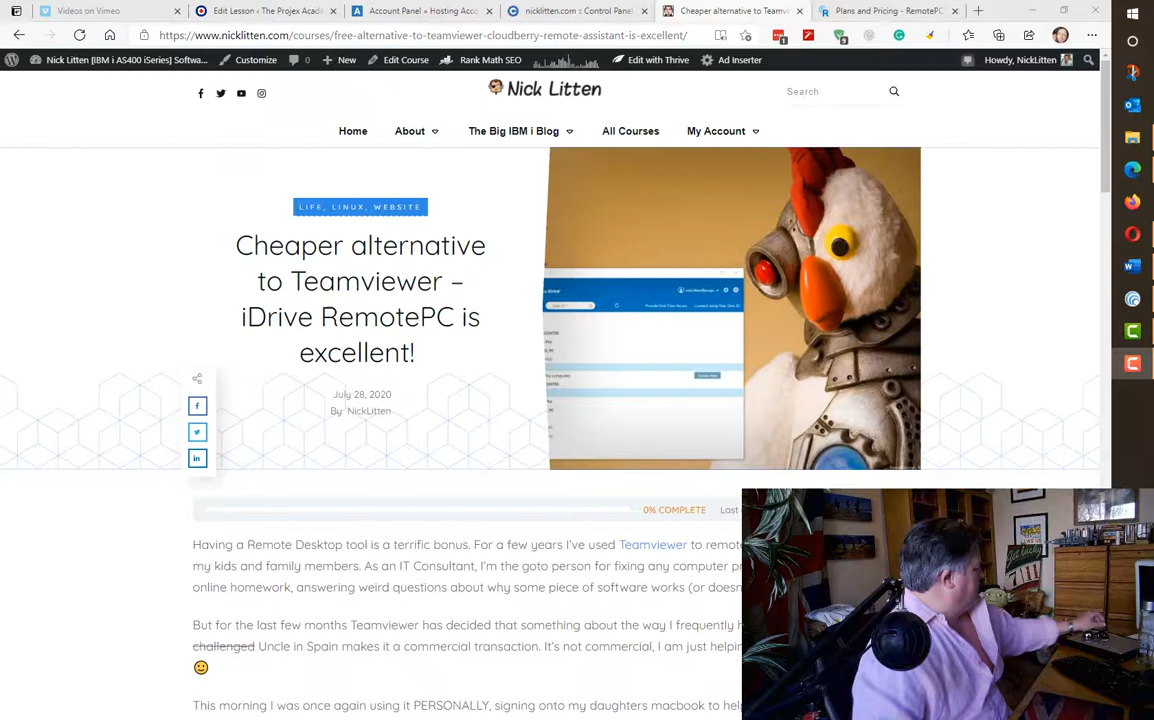 Videos on Vimeo
Edit Lesson ‹ The Projex Acade
Account Panel » Hosting Acco
nicklitten.com :: Control Panel
Cheaper alternative to Teamvi
Plans and Pricing - RemotePC
https://www.nicklitten.com/courses/free-alternative-to-teamviewer-cloudberry-remote-assistant-is-excellent/
Nick Litten [IBM i AS400 iSeries] Softwa...
Customize
0
New
Edit Course
Rank Math SEO
Edit with Thrive
Ad Inserter
Howdy, NickLitten
Nick Litten
Search
Home
About
The Big IBM i Blog
All Courses
My Account
LIFE, LINUX, WEBSITE
Cheaper alternative
to Teamviewer –
iDrive RemotePC is
excellent!
July 28, 2020
By NickLitten
0% COMPLETE
Last
Having a Remote Desktop tool is a terrific bonus. For a few years I've used Teamviewer to remot
my kids and family members. As an IT Consultant, I'm the goto person for fixing any computer pr
online homework, answering weird questions about why some piece of software works (or doesn
But for the last few months Teamviewer has decided that something about the way I frequently h
challenged Uncle in Spain makes it a commercial transaction. It's not commercial, I am just helpin
This morning I was once again using it PERSONALLY, signing onto my daughters macbook to hel
Get Lucky